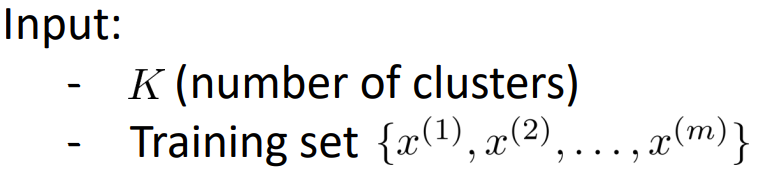 Input:
- K (number of clusters)
- Training set {x^{(1)}, x^{(2)}, . . . , x^{(m)}}